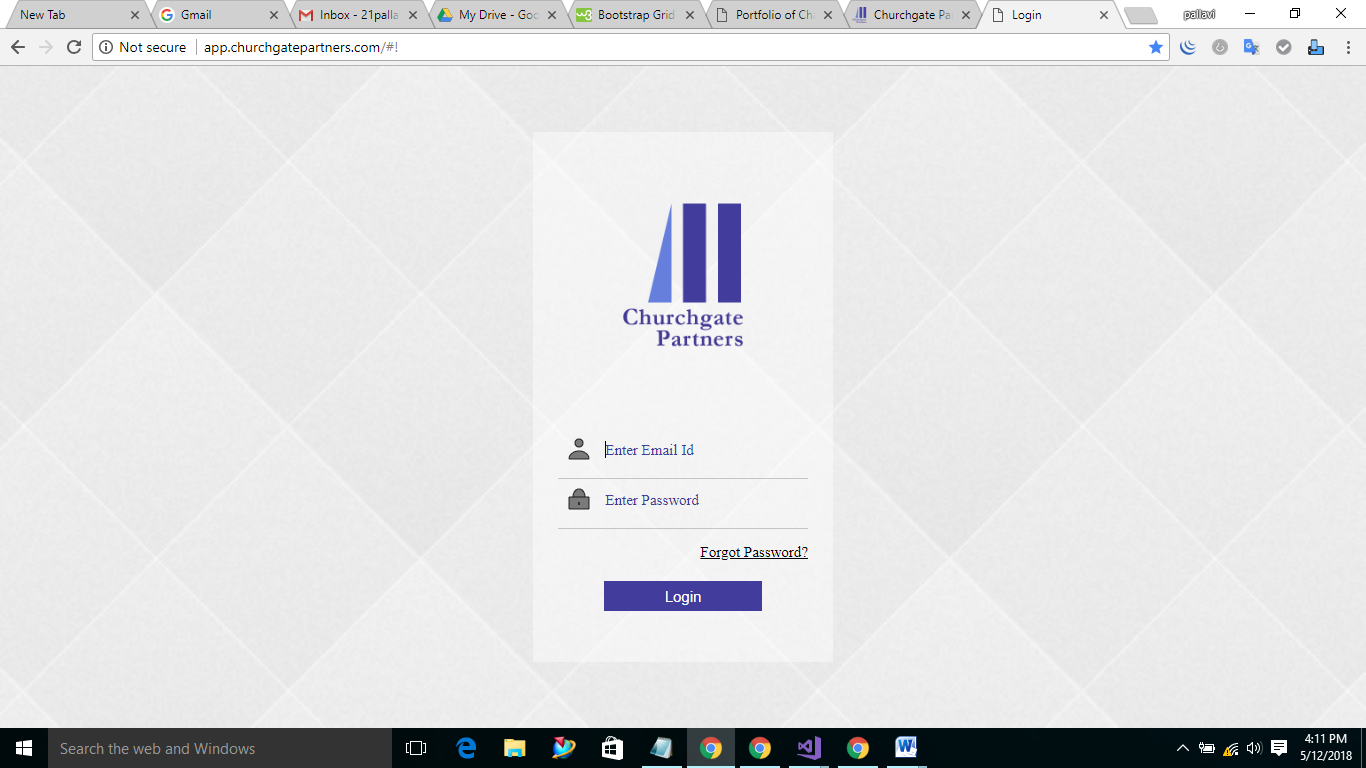 New Tab
Gmail
Inbox - 21palla
My Drive - Goo
Bootstrap Grid
Portfolio of Ch
Churchgate Pa
Login
pallavi
Not secure
app.churchgatepartners.com/#!
Churchgate
Partners
Enter Email Id
Enter Password
Forgot Password?
Login
Search the web and Windows
4:11 PM
5/12/2018